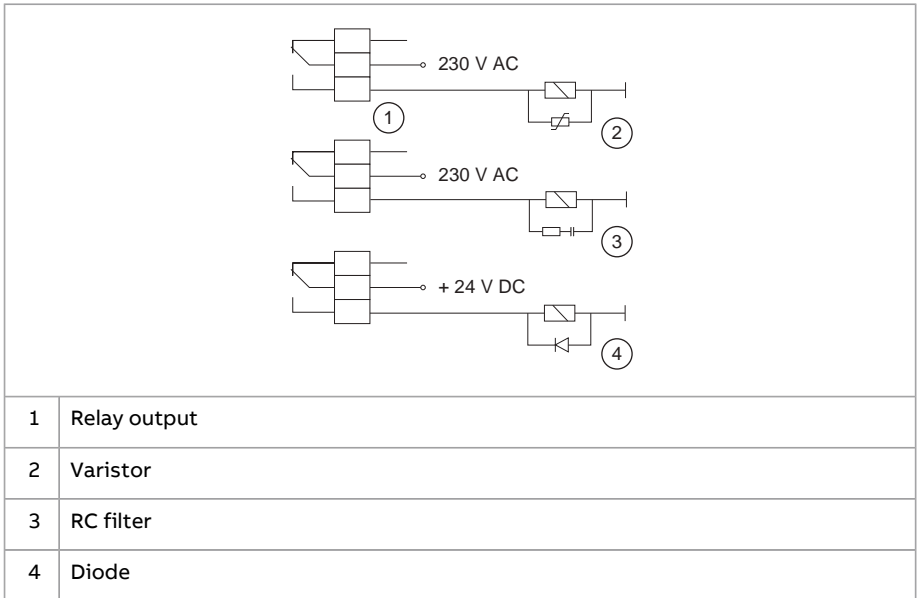 230 V AC
1
2
230 V AC
3
+ 24 V DC
4
1 Relay output
2 Varistor
3 RC filter
4 Diode